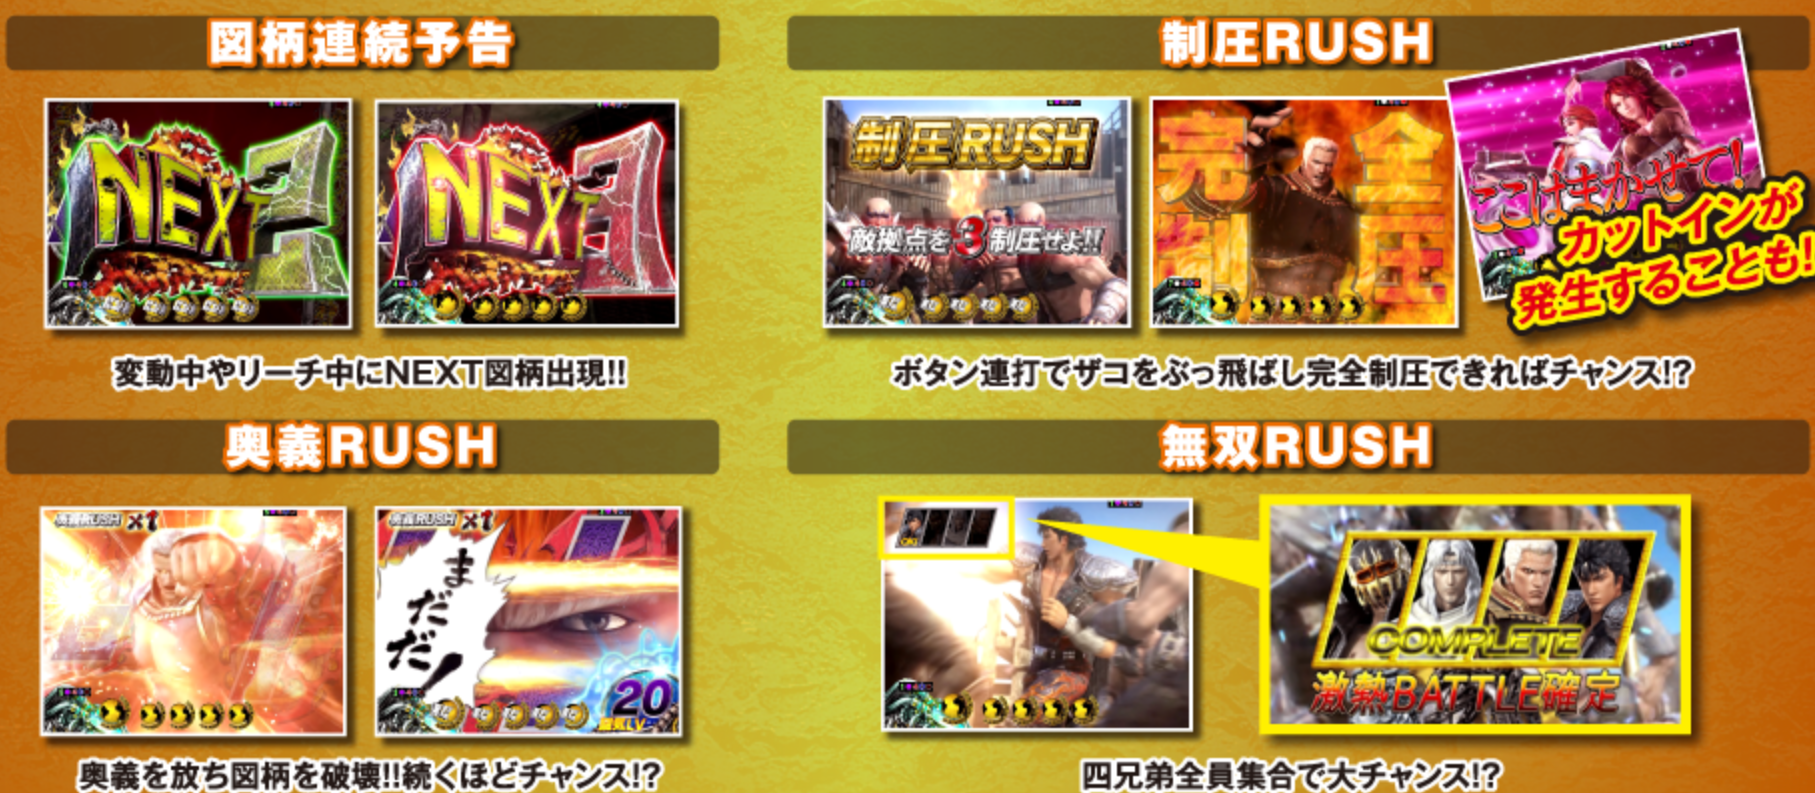 図柄連続予告
NEXT 2
NEXT 3
変動中やリーチ中にNEXT図柄出現!!
制圧RUSH
制圧RUSH
敵拠点を3制圧せよ!!
完全
制圧
ここはまかせて!
カットインが
発生することも!
ボタン連打でザコをぶっ飛ばし完全制圧できればチャンス!?
奥義RUSH
奥義RUSH ×1
奥義RUSH ×1
まだだ!
20
闘気LV
奥義を放ち図柄を破壊!!続くほどチャンス!?
無双RUSH
COMPLETE
激熱BATTLE確定
四兄弟全員集合で大チャンス!?